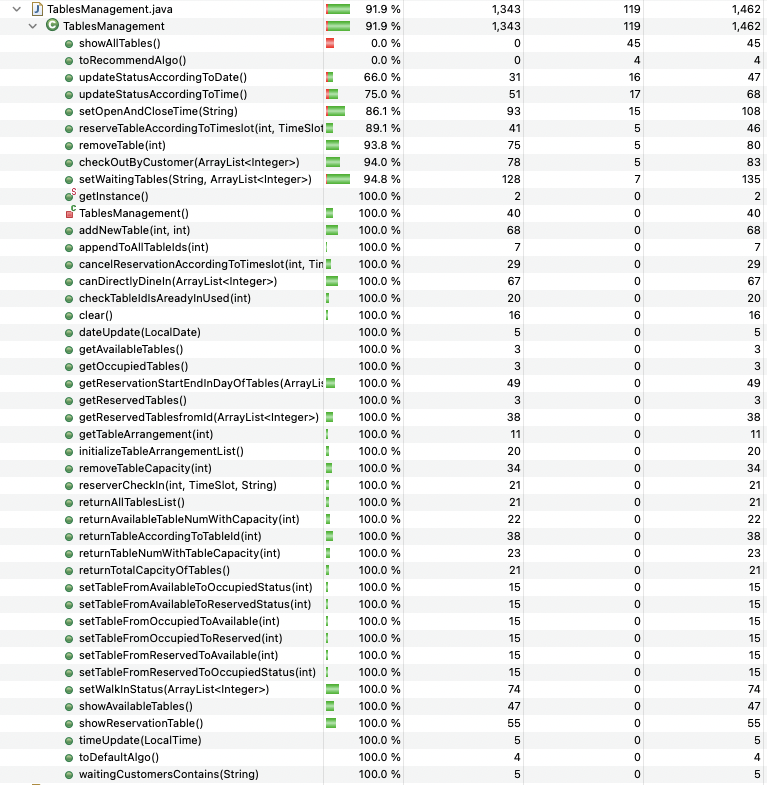 TablesManagement.java 91.9 % 1,343 119 1,462
TablesManagement 91.9 % 1,343 119 1,462
showAllTables() 0.0 % 0 45 45
toRecommendAlgo() 0.0 % 0 4 4
updateStatusAccordingToDate() 66.0 % 31 16 47
updateStatusAccordingToTime() 75.0 % 51 17 68
setOpenAndCloseTime(String) 86.1 % 93 15 108
reserveTableAccordingToTimeslot(int, TimeSlot 89.1 % 41 5 46
removeTable(int) 93.8 % 75 5 80
checkOutByCustomer(ArrayList<Integer>) 94.0 % 78 5 83
setWaitingTables(String, ArrayList<Integer>) 94.8 % 128 7 135
getInstance() 100.0 % 2 0 2
TablesManagement() 100.0 % 40 0 40
addNewTable(int, int) 100.0 % 68 0 68
appendToAllTableIds(int) 100.0 % 7 0 7
cancelReservationAccordingToTimeslot(int, Tim 100.0 % 29 0 29
canDirectlyDineIn(ArrayList<Integer>) 100.0 % 67 0 67
checkTableIdIsAreadyInUsed(int) 100.0 % 20 0 20
clear() 100.0 % 16 0 16
dateUpdate(LocalDate) 100.0 % 5 0 5
getAvailableTables() 100.0 % 3 0 3
getOccupiedTables() 100.0 % 3 0 3
getReservationStartEndInDayOfTables(ArrayLis 100.0 % 49 0 49
getReservedTables() 100.0 % 3 0 3
getReservedTablesfromId(ArrayList<Integer>) 100.0 % 38 0 38
getTableArrangement(int) 100.0 % 11 0 11
initializeTableArrangementList() 100.0 % 20 0 20
removeTableCapacity(int) 100.0 % 34 0 34
reserverCheckIn(int, TimeSlot, String) 100.0 % 21 0 21
returnAllTablesList() 100.0 % 21 0 21
returnAvailableTableNumWithCapacity(int) 100.0 % 22 0 22
returnTableAccordingToTableId(int) 100.0 % 38 0 38
returnTableNumWithTableCapacity(int) 100.0 % 23 0 23
returnTotalCapcityOfTables() 100.0 % 21 0 21
setTableFromAvailableToOccupiedStatus(int) 100.0 % 15 0 15
setTableFromAvailableToReservedStatus(int) 100.0 % 15 0 15
setTableFromOccupiedToAvailable(int) 100.0 % 15 0 15
setTableFromOccupiedToReserved(int) 100.0 % 15 0 15
setTableFromReservedToAvailable(int) 100.0 % 15 0 15
setTableFromReservedToOccupiedStatus(int) 100.0 % 15 0 15
setWalkInStatus(ArrayList<Integer>) 100.0 % 74 0 74
showAvailableTables() 100.0 % 47 0 47
showReservationTable() 100.0 % 55 0 55
timeUpdate(LocalTime) 100.0 % 5 0 5
toDefaultAlgo() 100.0 % 4 0 4
waitingCustomersContains(String) 100.0 % 5 0 5